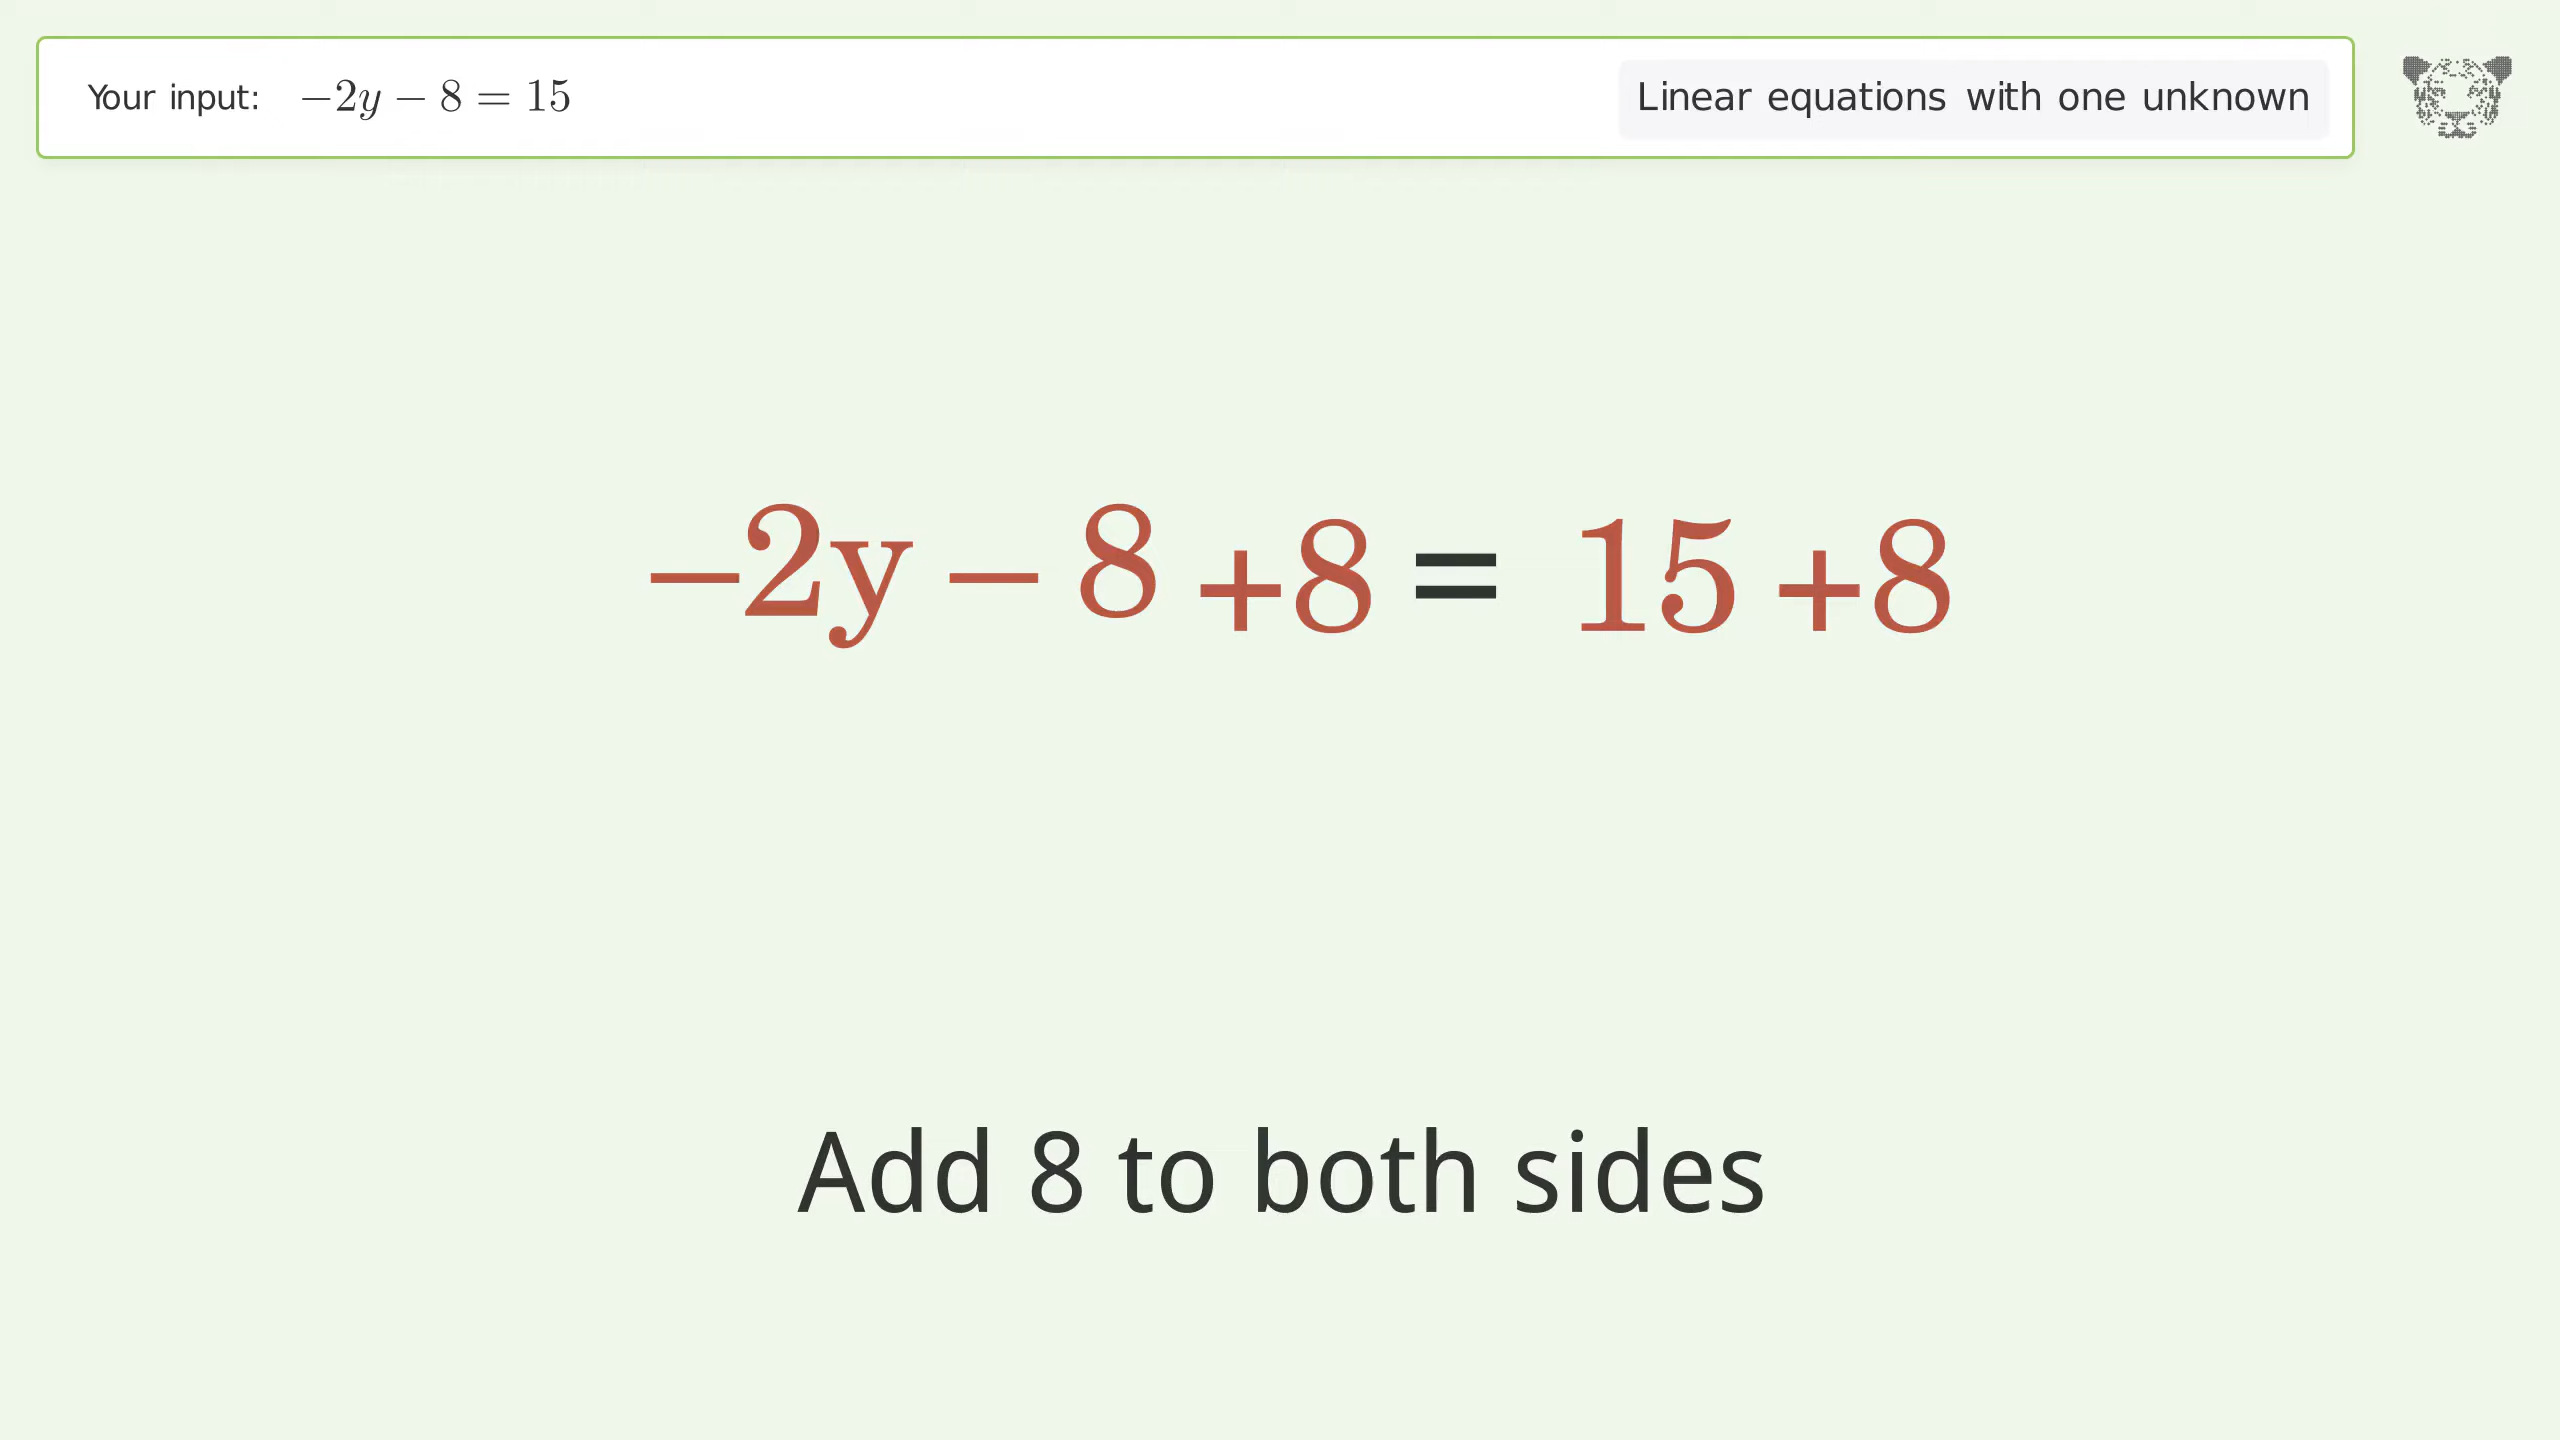 Your input: −2y − 8 = 15
Linear equations with one unknown
−2y − 8 +8 = 15 +8
Add 8 to both sides